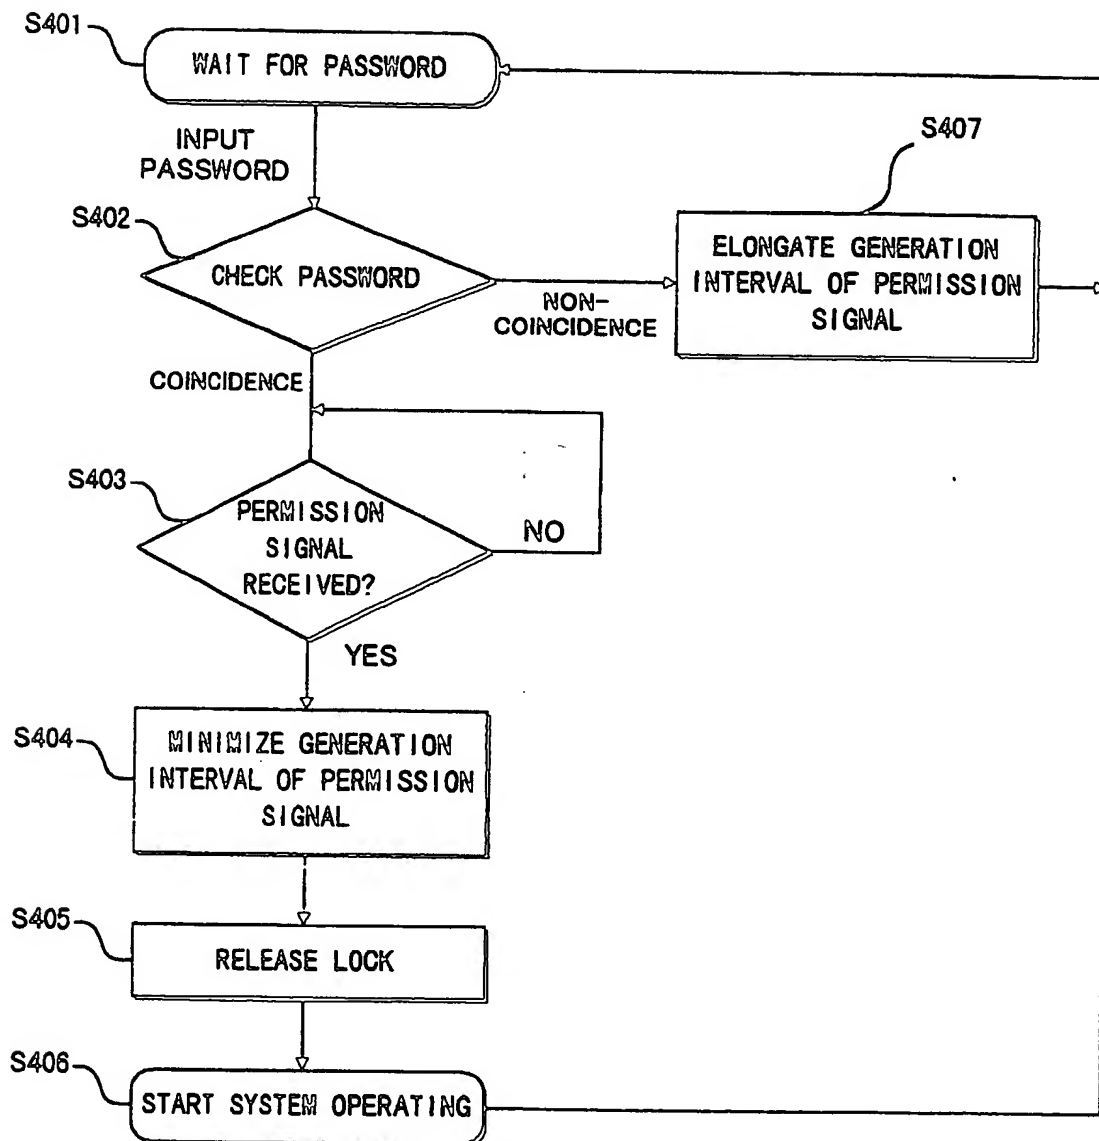 S401
WAIT FOR PASSWORD
INPUT
PASSWORD
S407
S402
CHECK PASSWORD
ELONGATE GENERATION
INTERVAL OF PERMISSION
SIGNAL
NON-
COINCIDENCE
COINCIDENCE
S403
PERMISSION
SIGNAL
RECEIVED?
NO
YES
S404
MINIMIZE GENERATION
INTERVAL OF PERMISSION
SIGNAL
S405
RELEASE LOCK
S406
START SYSTEM OPERATING